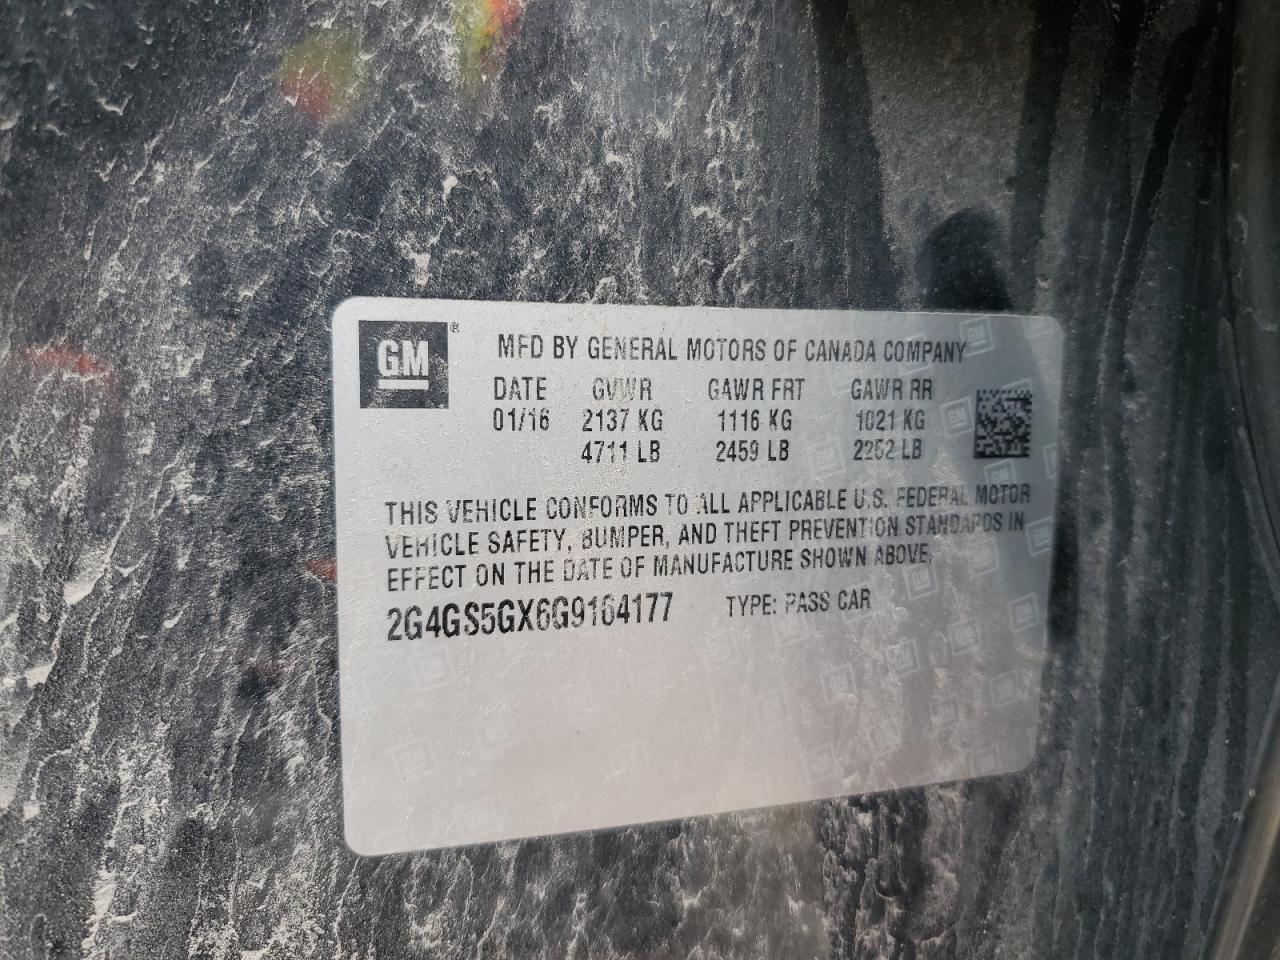 GM®
MFD BY GENERAL MOTORS OF CANADA COMPANY
DATE GVWR GAWR FRT GAWR RR
01/16 2137 KG 1116 KG 1021 KG
4711 LB 2459 LB 2252 LB
THIS VEHICLE CONFORMS TO ALL APPLICABLE U.S. FEDERAL MOTOR
VEHICLE SAFETY, BUMPER, AND THEFT PREVENTION STANDARDS IN
EFFECT ON THE DATE OF MANUFACTURE SHOWN ABOVE.
2G4GS5GX6G9164177 TYPE: PASS CAR